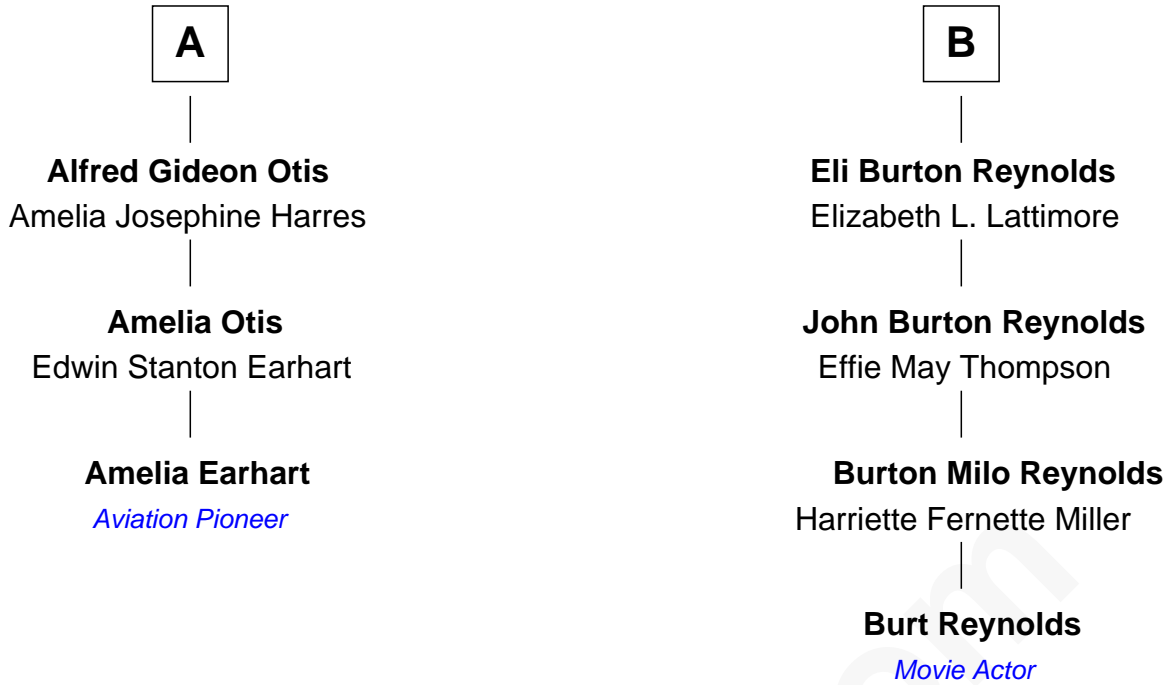 A
Alfred Gideon Otis
Amelia Josephine Harres
Amelia Otis
Edwin Stanton Earhart
Amelia Earhart
Aviation Pioneer
B
Eli Burton Reynolds
Elizabeth L. Lattimore
John Burton Reynolds
Effie May Thompson
Burton Milo Reynolds
Harriette Fernette Miller
Burt Reynolds
Movie Actor